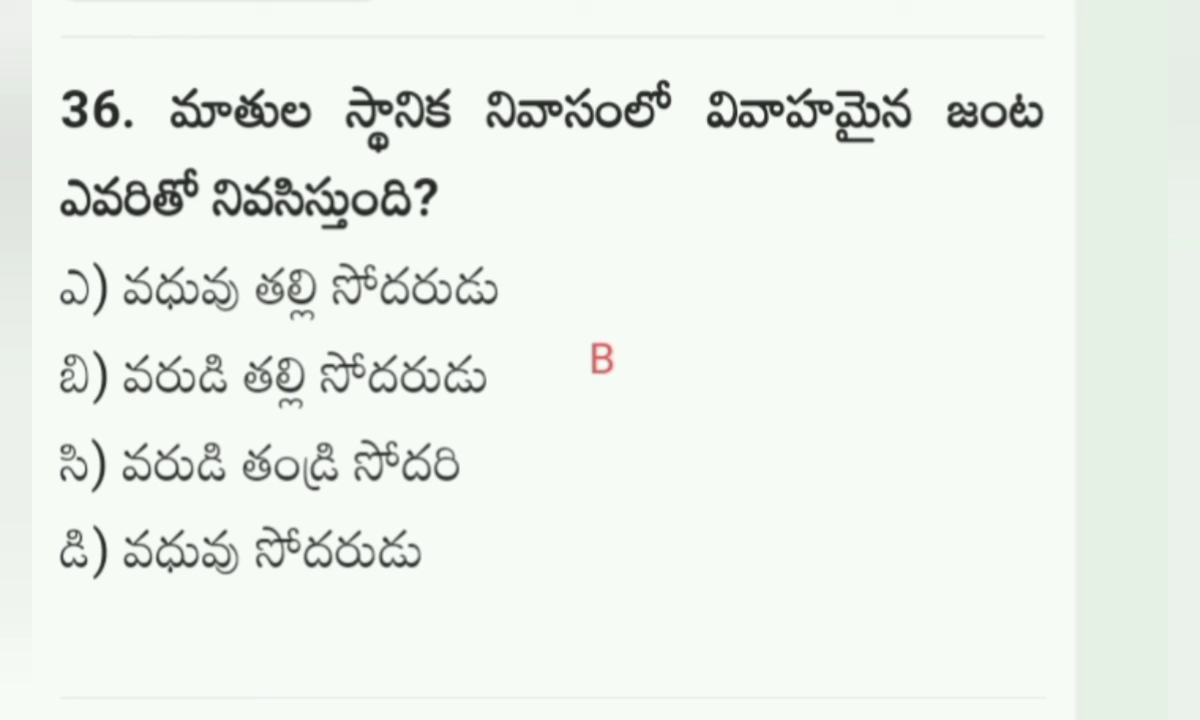 36. మాతుల స్థానిక నివాసంలో వివాహమైన జంట
ఎవరితో నివసిస్తుంది?
ఎ) వధువు తల్లి సోదరుడు
బి) వరుడి తల్లి సోదరుడు
B
సి) వరుడి తండ్రి సోదరి
డి) వధువు సోదరుడు